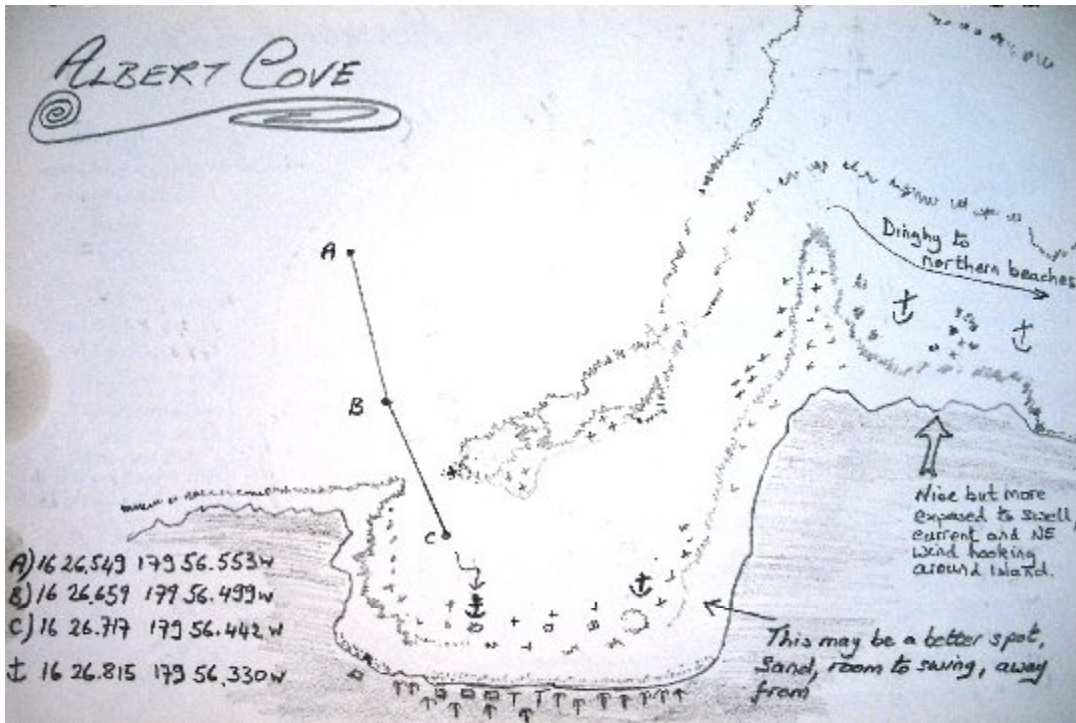 ALBERT COVE
A
B
C
Dinghy to
northern beaches
Nice but more
exposed to swell,
current and NE
wind hooking
around island.
This may be a better spot,
Sand, room to swing, away
from
A) 16 26.549 179 56.553w
B) 16 26.659 179 56.499w
C) 16 26.717 179 56.442w
16 26.815 179 56.330w